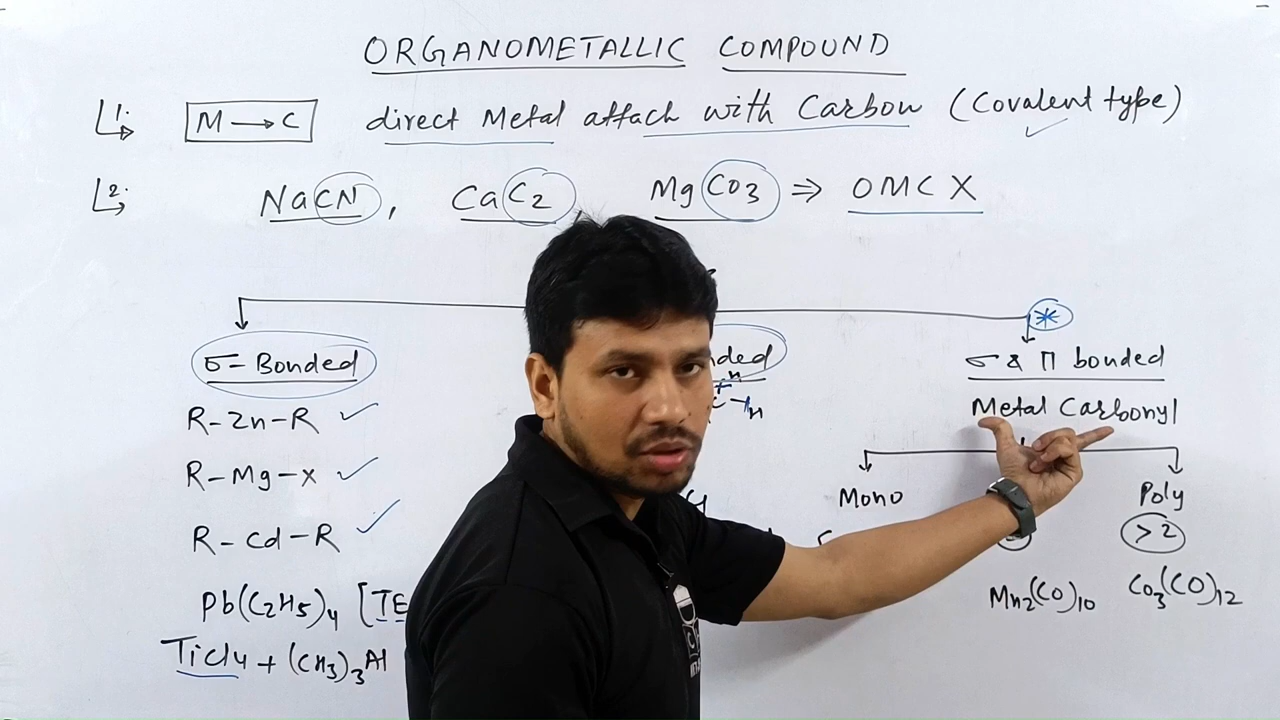 ORGANOMETALLIC COMPOUND
1. M → C direct Metal attach with Carbon (Covalent type)
2. NaCN, CaC2, MgCO3 ⇒ OMC X
σ-Bonded
σ & Π bonded
Metal Carbonyl
R-Zn-R ✓
R-Mg-X ✓
R-Cd-R ✓
Mono
Poly
>2
Pb(C2H5)4 [TE
Mn2(CO)10
Co3(CO)12
TiCl4 + (CH3)3Al